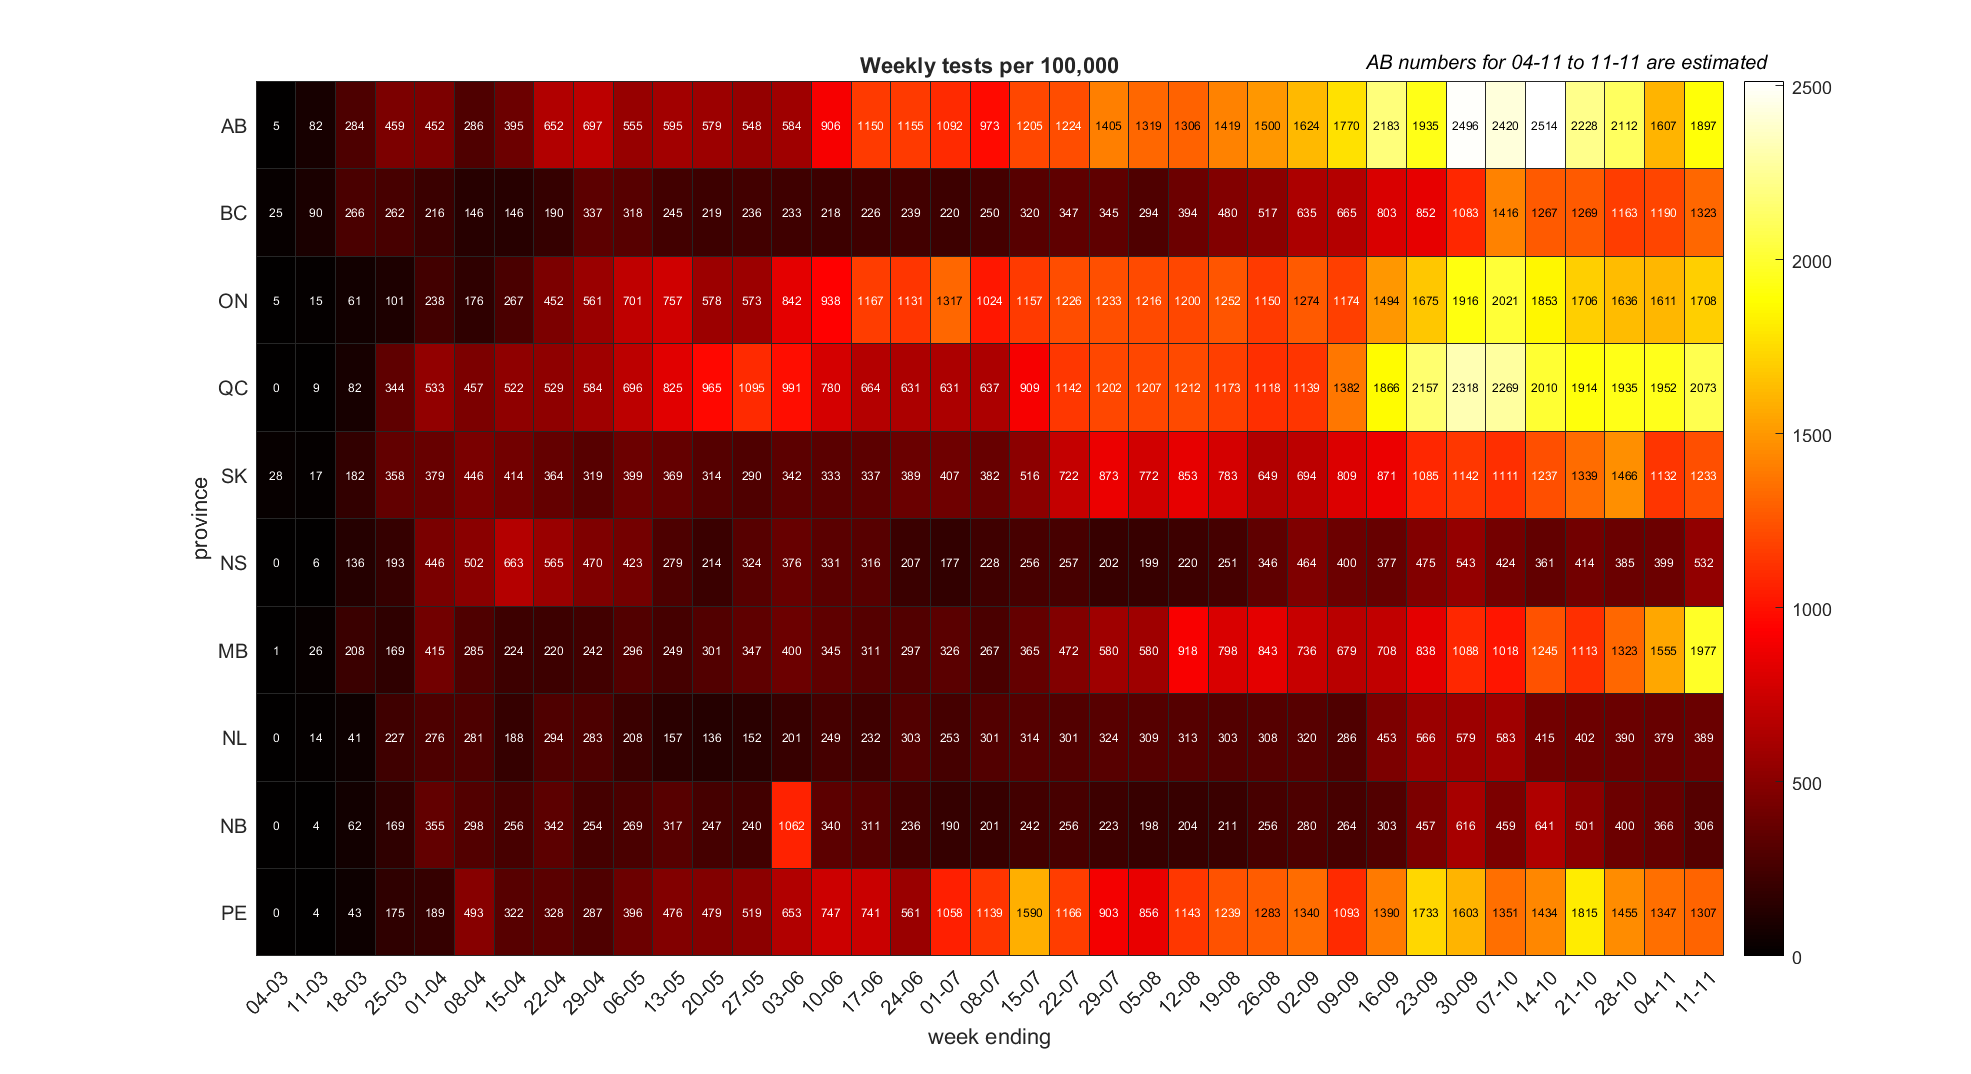 Weekly tests per 100,000
AB numbers for 04-11 to 11-11 are estimated
AB 5 82 284 459 452 286 395 652 697 555 595 579 548 584 906 1150 1155 1092 973 1205 1224 1405 1319 1306 1419 1500 1624 1770 2183 1935 2496 2420 2514 2228 2112 1607 1897
BC 25 90 266 262 216 146 146 190 337 318 245 219 236 233 218 226 239 220 250 320 347 345 294 394 480 517 635 665 803 852 1083 1416 1267 1269 1163 1190 1323
ON 5 15 61 101 238 176 267 452 561 701 757 578 573 842 938 1167 1131 1317 1024 1157 1226 1233 1216 1200 1252 1150 1274 1174 1494 1675 1916 2021 1853 1706 1636 1611 1708
QC 0 9 82 344 533 457 522 529 584 696 825 965 1095 991 780 664 631 631 637 909 1142 1202 1207 1212 1173 1118 1139 1382 1866 2157 2318 2269 2010 1914 1935 1952 2073
SK 28 17 182 358 379 446 414 364 319 399 369 314 290 342 333 337 389 407 382 516 722 873 772 853 783 649 694 809 871 1085 1142 1111 1237 1339 1466 1132 1233
NS 0 6 136 193 446 502 663 565 470 423 279 214 324 376 331 316 207 177 228 256 257 202 199 220 251 346 464 400 377 475 543 424 361 414 385 399 532
MB 1 26 208 169 415 285 224 220 242 296 249 301 347 400 345 311 297 326 267 365 472 580 580 918 798 843 736 679 708 838 1088 1018 1245 1113 1323 1555 1977
NL 0 14 41 227 276 281 188 294 283 208 157 136 152 201 249 232 303 253 301 314 301 324 309 313 303 308 320 286 453 566 579 583 415 402 390 379 389
NB 0 4 62 169 355 298 256 342 254 269 317 247 240 1062 340 311 236 190 201 242 256 223 198 204 211 256 280 264 303 457 616 459 641 501 400 366 306
PE 0 4 43 175 189 493 322 328 287 396 476 479 519 653 747 741 561 1058 1139 1590 1166 903 856 1143 1239 1283 1340 1093 1390 1733 1603 1351 1434 1815 1455 1347 1307
province
04-03 11-03 18-03 25-03 01-04 08-04 15-04 22-04 29-04 06-05 13-05 20-05 27-05 03-06 10-06 17-06 24-06 01-07 08-07 15-07 22-07 29-07 05-08 12-08 19-08 26-08 02-09 09-09 16-09 23-09 30-09 07-10 14-10 21-10 28-10 04-11 11-11
week ending
2500
2000
1500
1000
500
0